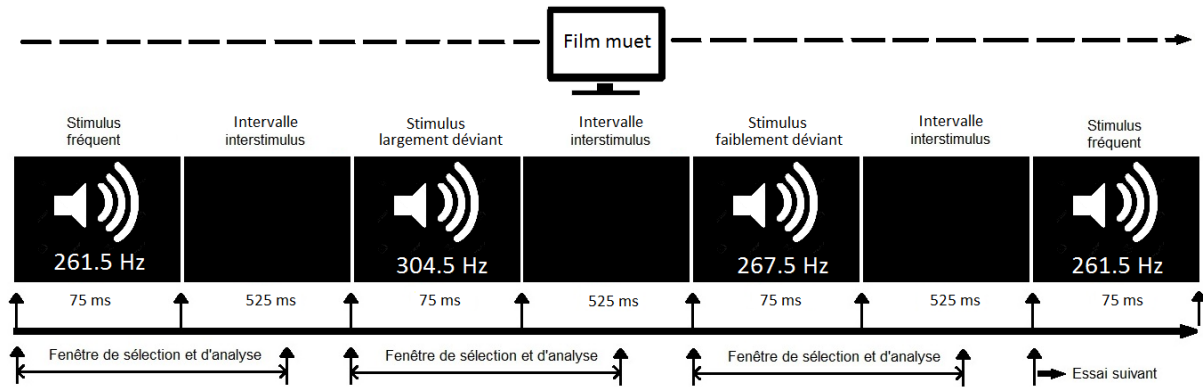 Film muet
Stimulus
fréquent
Intervalle
interstimulus
Stimulus
largement déviant
Intervalle
interstimulus
Stimulus
faiblement déviant
Intervalle
interstimulus
Stimulus
fréquent
261.5 Hz
304.5 Hz
267.5 Hz
261.5 Hz
75 ms
525 ms
75 ms
525 ms
75 ms
525 ms
75 ms
Fenêtre de sélection et d'analyse
Fenêtre de sélection et d'analyse
Fenêtre de sélection et d'analyse
Essai suivant